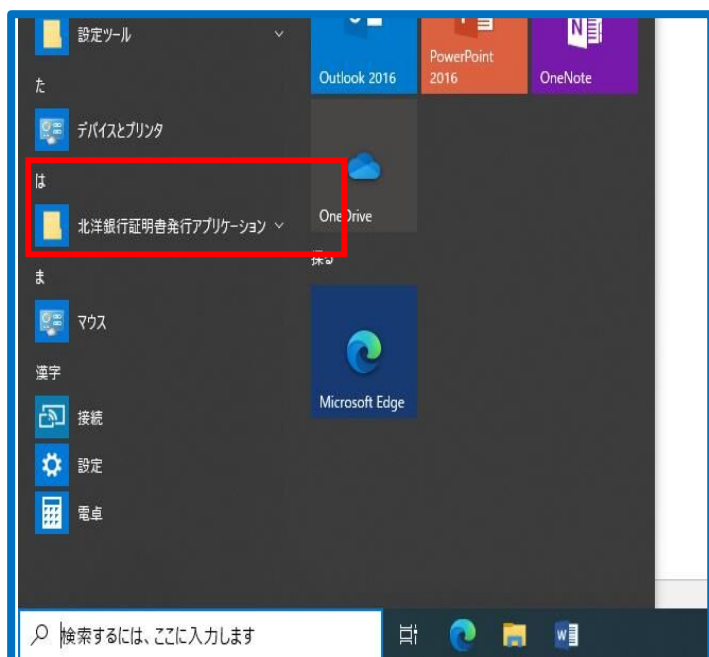 設定ツール
た
デバイスとプリンタ
は
北洋銀行証明書発行アプリケーション
ま
マウス
漢字
接続
設定
電卓
Outlook 2016
PowerPoint
2016
OneNote
OneDrive
探る
Microsoft Edge
検索するには、ここに入力します